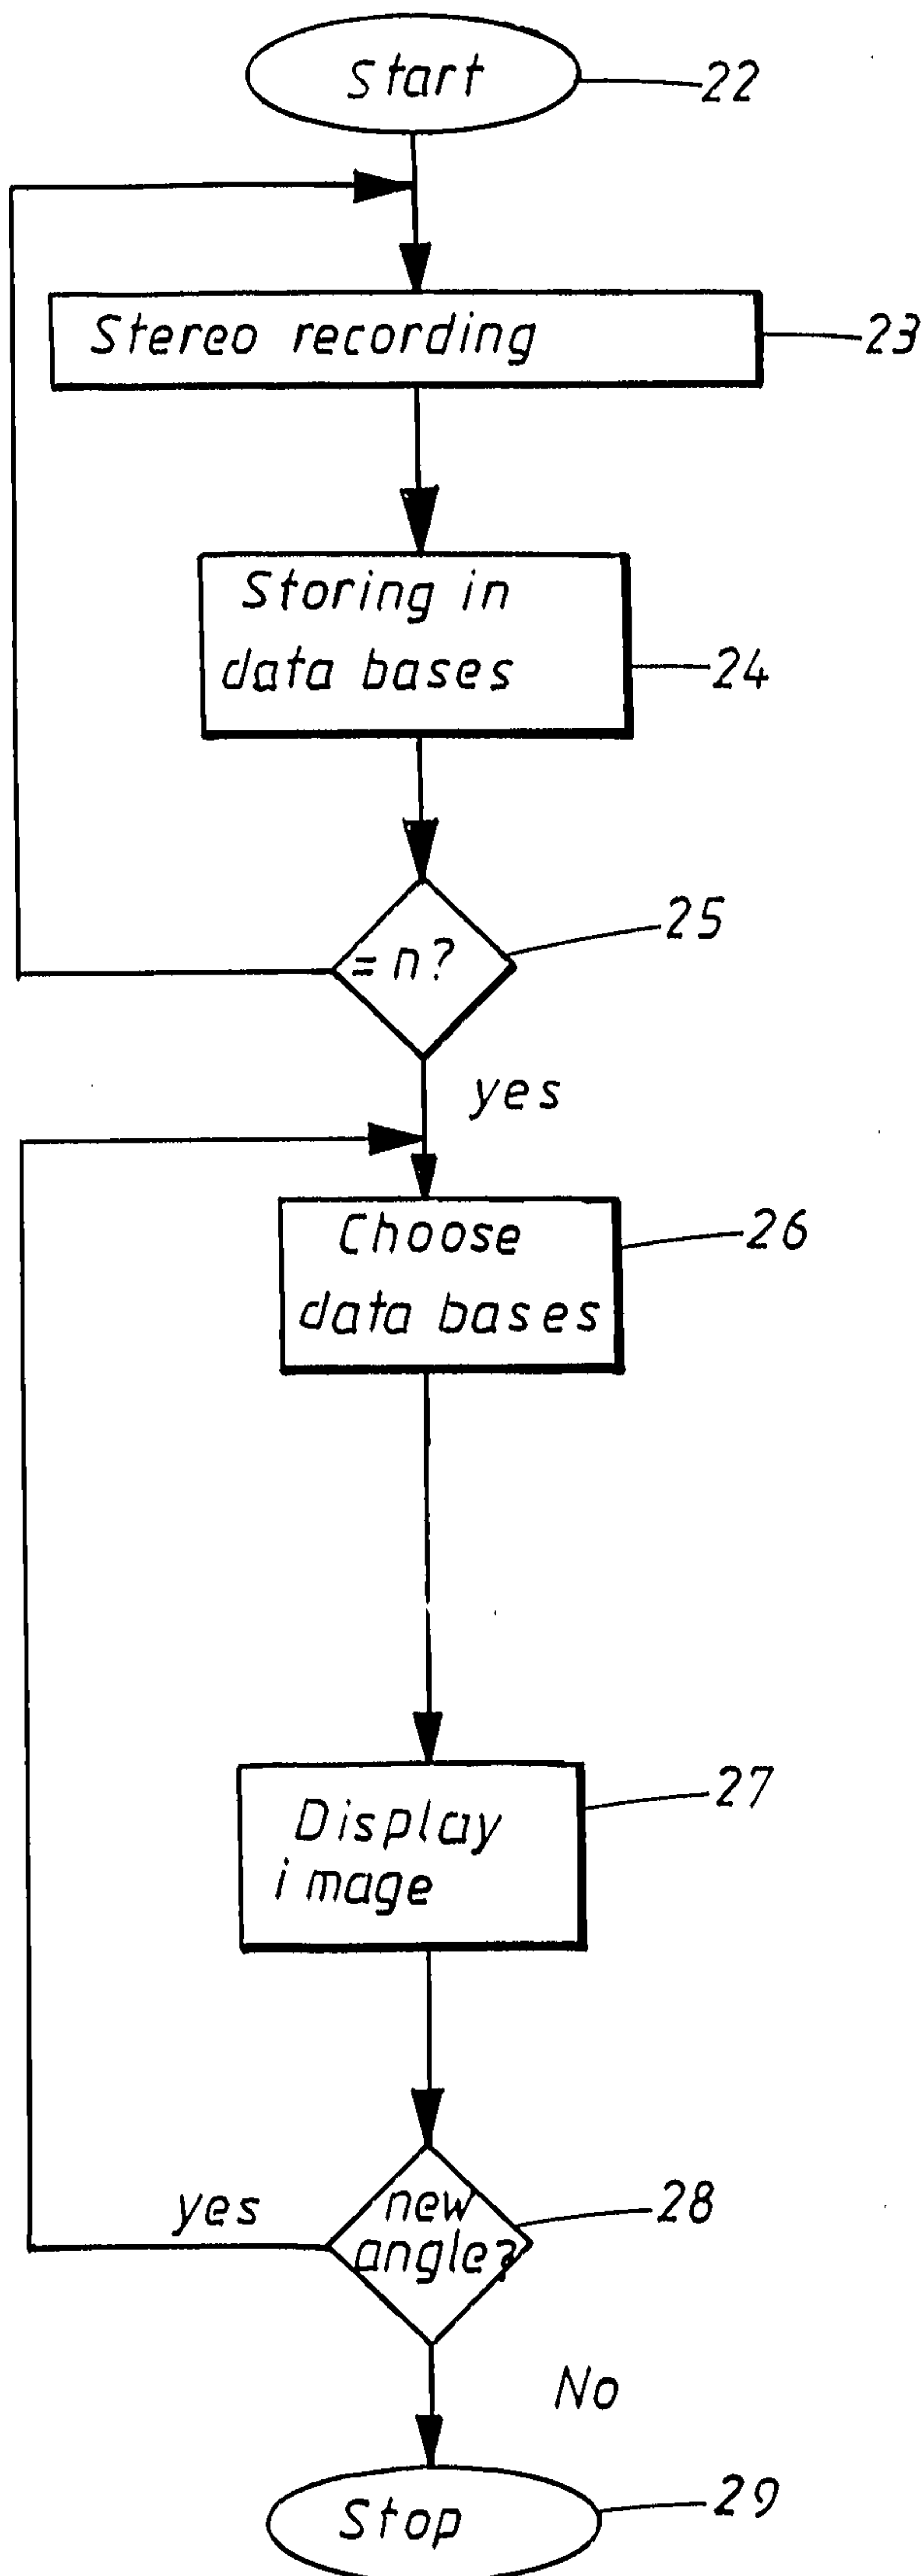 Start
22
Stereo recording
23
Storing in
data bases
24
= n?
25
yes
Choose
data bases
26
Display
image
27
new
angle?
28
yes
No
Stop
29